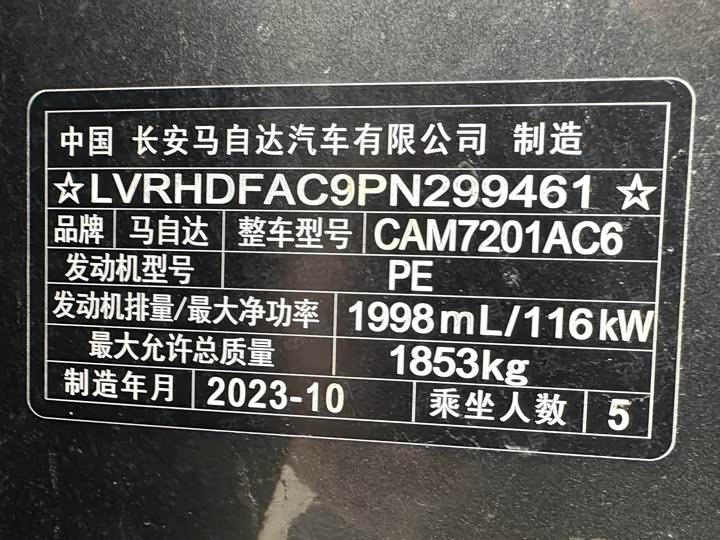 中国 长安马自达汽车有限公司 制造
☆LVRHDFAC9PN299461☆
品牌 马自达 整车型号 CAM7201AC6
发动机型号 PE
发动机排量/最大净功率 1998mL/116kW
最大允许总质量 1853kg
制造年月 2023-10 乘坐人数 5